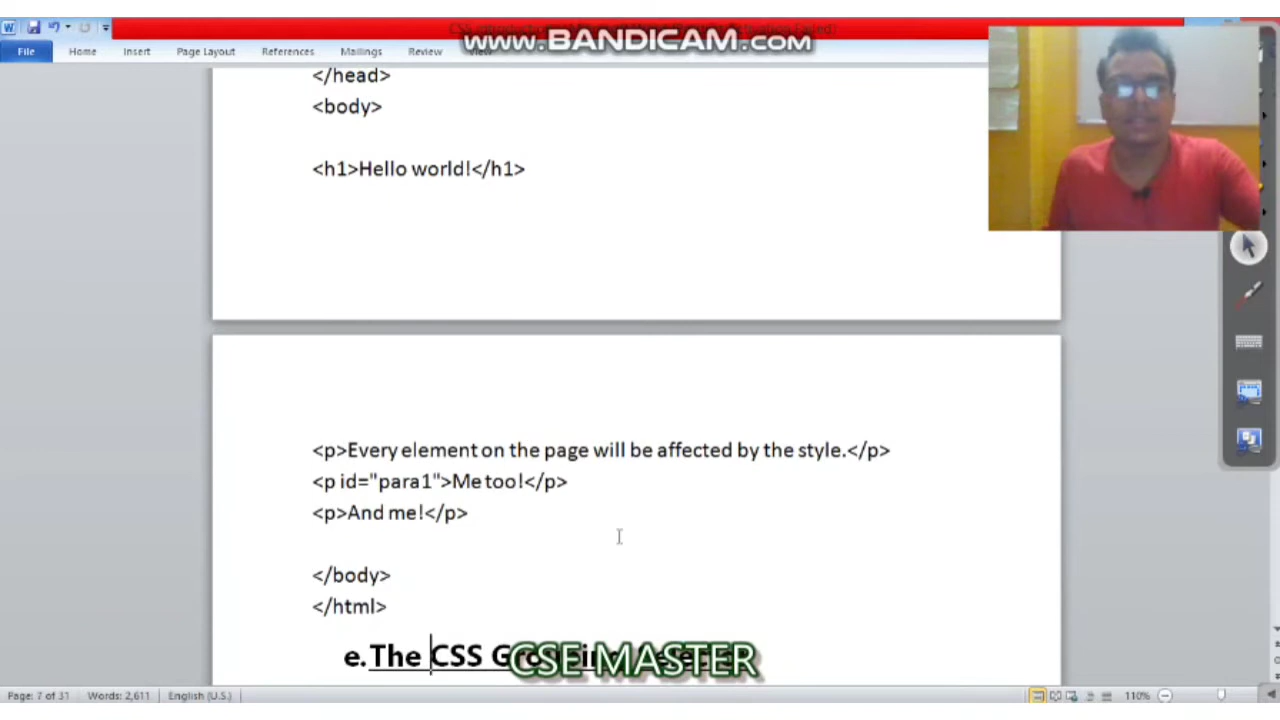 www.BANDICAM.com
File Home Insert Page Layout References Mailings Review View
</head>
<body>
<h1>Hello world!</h1>
<p>Every element on the page will be affected by the style.</p>
<p id="para1">Me too!</p>
<p>And me!</p>
</body>
</html>
e. The CSS
CSE MASTER
Page: 7 of 31 Words: 2,611 English (U.S.) 110%